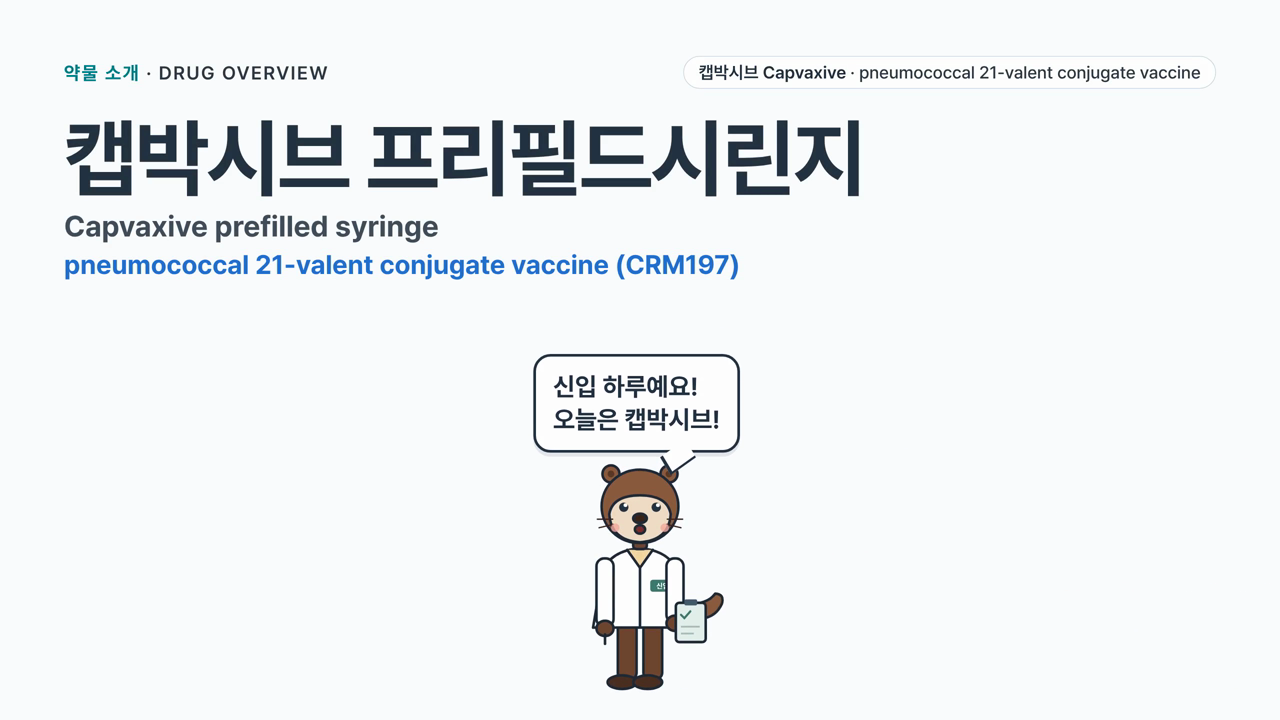 약물 소개 · DRUG OVERVIEW
캡박시브 Capvaxive · pneumococcal 21-valent conjugate vaccine
캡박시브 프리필드시린지
Capvaxive prefilled syringe
pneumococcal 21-valent conjugate vaccine (CRM197)
신입 하루예요!
오늘은 캡박시브!